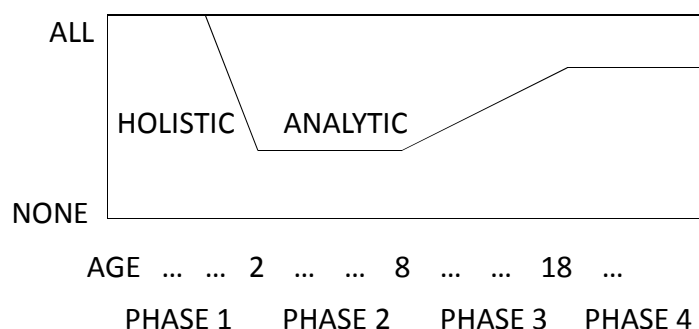 ALL
HOLISTIC ANALYTIC
NONE
AGE ... ... 2 ... ... 8 ... ... 18 ...
PHASE 1 PHASE 2 PHASE 3 PHASE 4